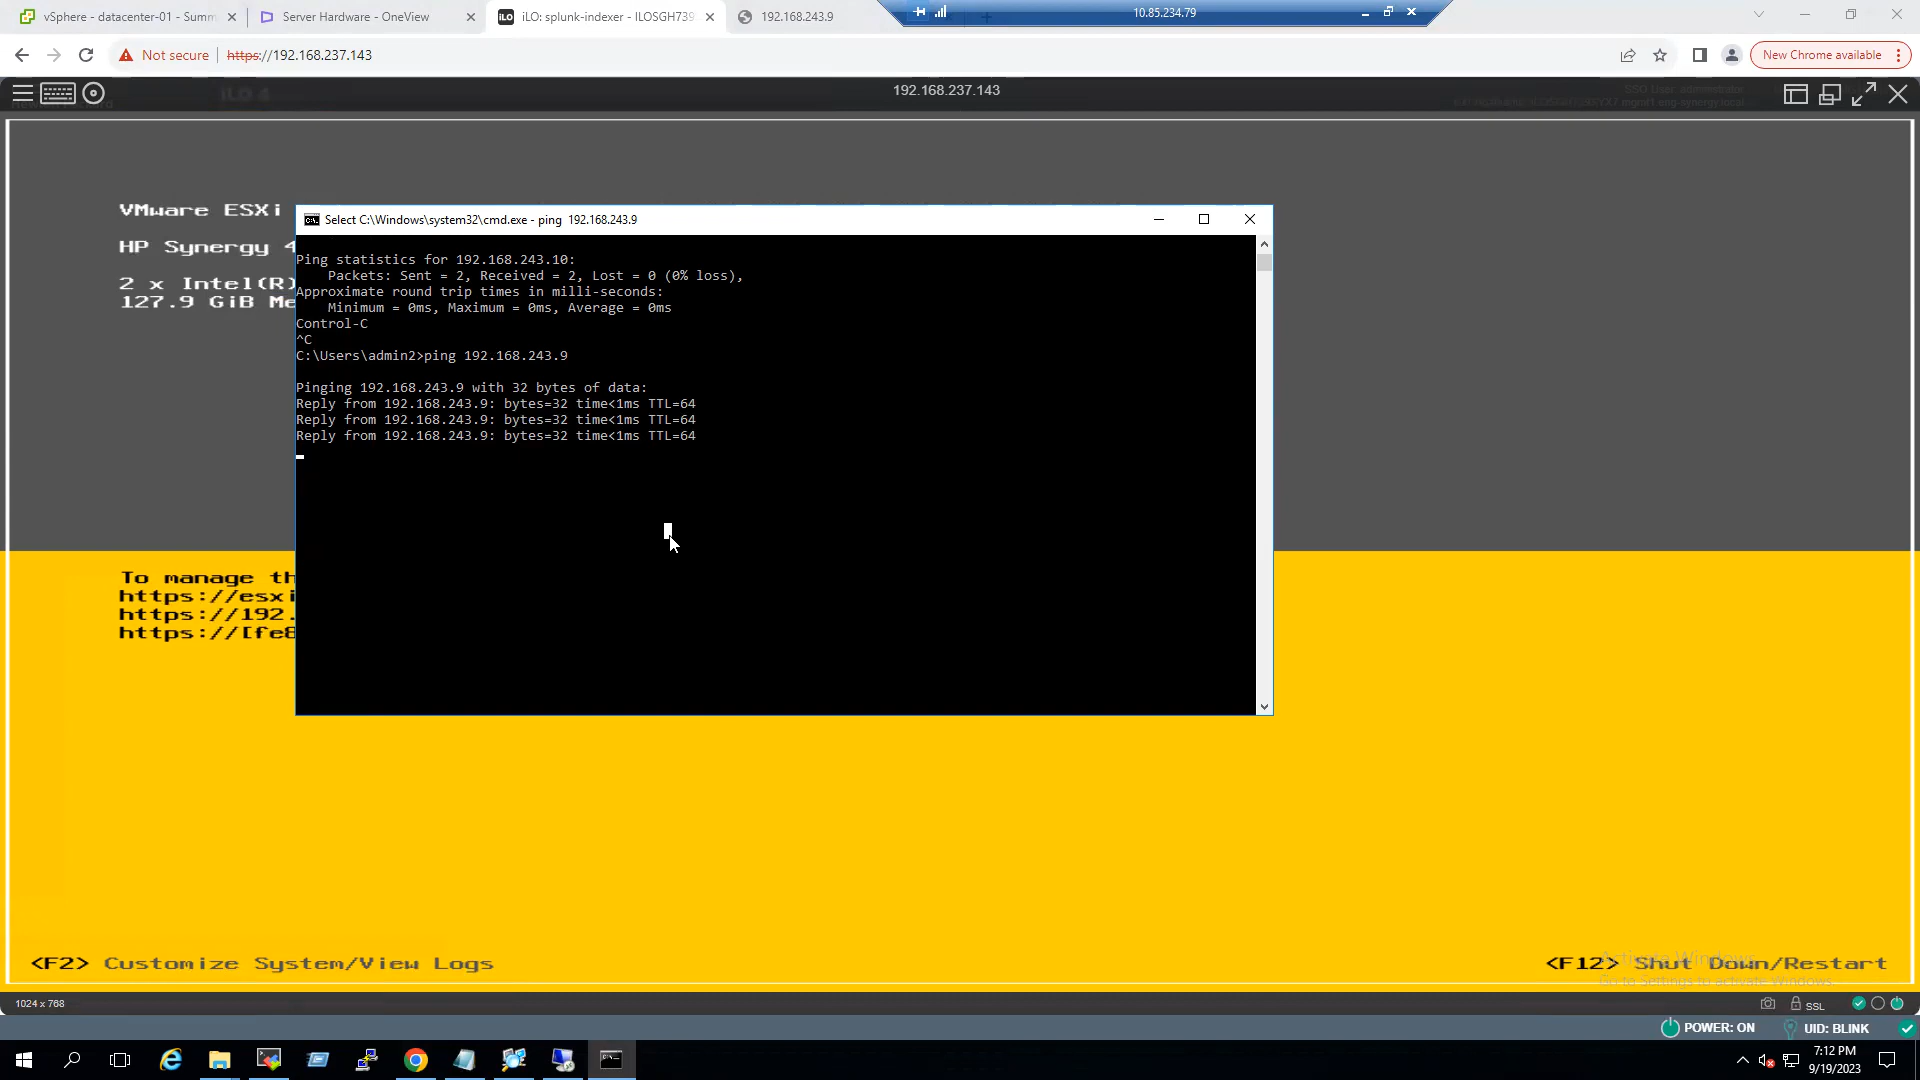 vSphere - datacenter-01 - Summ
Server Hardware - OneView
iLO: splunk-indexer - ILOSGH739
192.168.243.9
10.85.234.79
Not secure
https://192.168.237.143
New Chrome available
iLO 4
192.168.237.143
VMware ESXi
HP Synergy 4
2 x Intel(R)
127.9 GiB Me
Select C:\Windows\system32\cmd.exe - ping 192.168.243.9
Ping statistics for 192.168.243.10:
Packets: Sent = 2, Received = 2, Lost = 0 (0% loss),
Approximate round trip times in milli-seconds:
Minimum = 0ms, Maximum = 0ms, Average = 0ms
Control-C
^C
C:\Users\admin2>ping 192.168.243.9
Pinging 192.168.243.9 with 32 bytes of data:
Reply from 192.168.243.9: bytes=32 time<1ms TTL=64
Reply from 192.168.243.9: bytes=32 time<1ms TTL=64
Reply from 192.168.243.9: bytes=32 time<1ms TTL=64
To manage th
https://esxi
https://192.
https://[fe8
<F2> Customize System/View Logs
<F12> Shut Down/Restart
Activate Windows
Go to Settings to activate Windows.
1024 x 768
SSL
POWER: ON
UID: BLINK
7:12 PM
9/19/2023